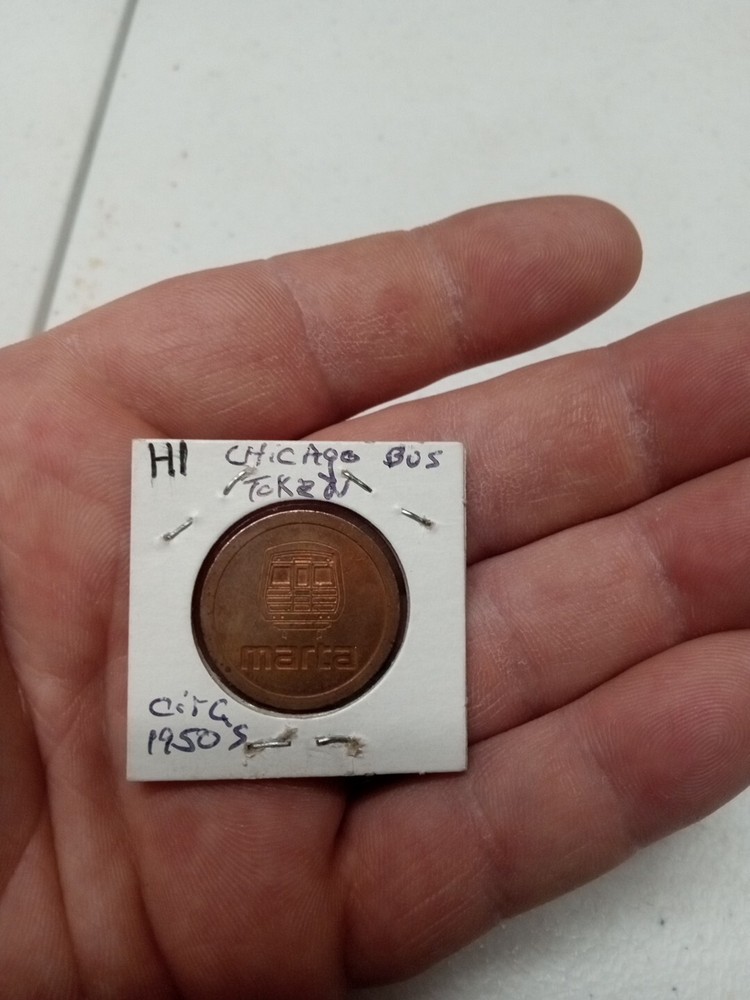 H1 CHiCAgo BUS
TOKEN
marta
CirCa
1950s